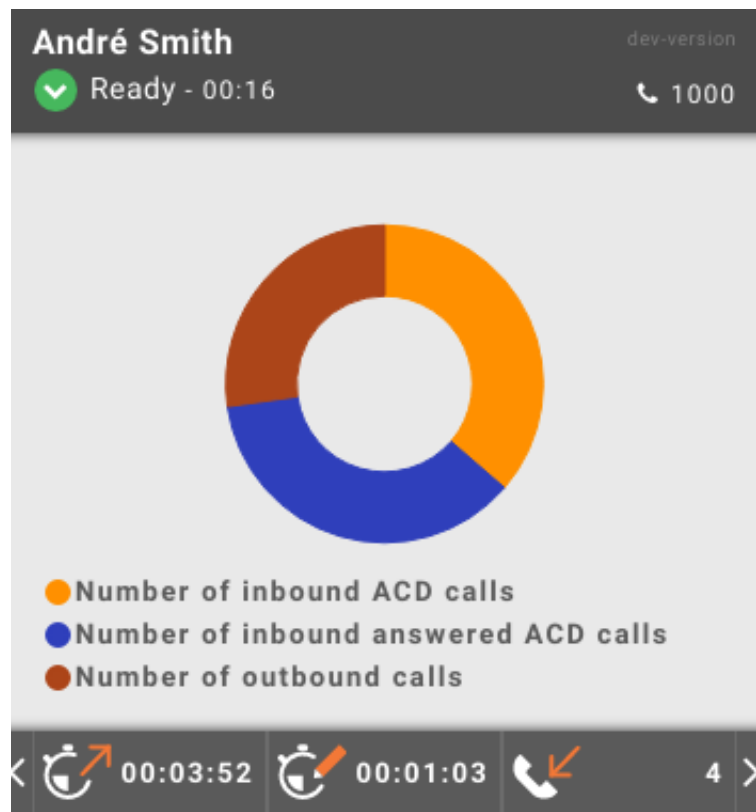 André Smith
dev-version
Ready - 00:16
1000
Number of inbound ACD calls
Number of inbound answered ACD calls
Number of outbound calls
00:03:52
00:01:03
4